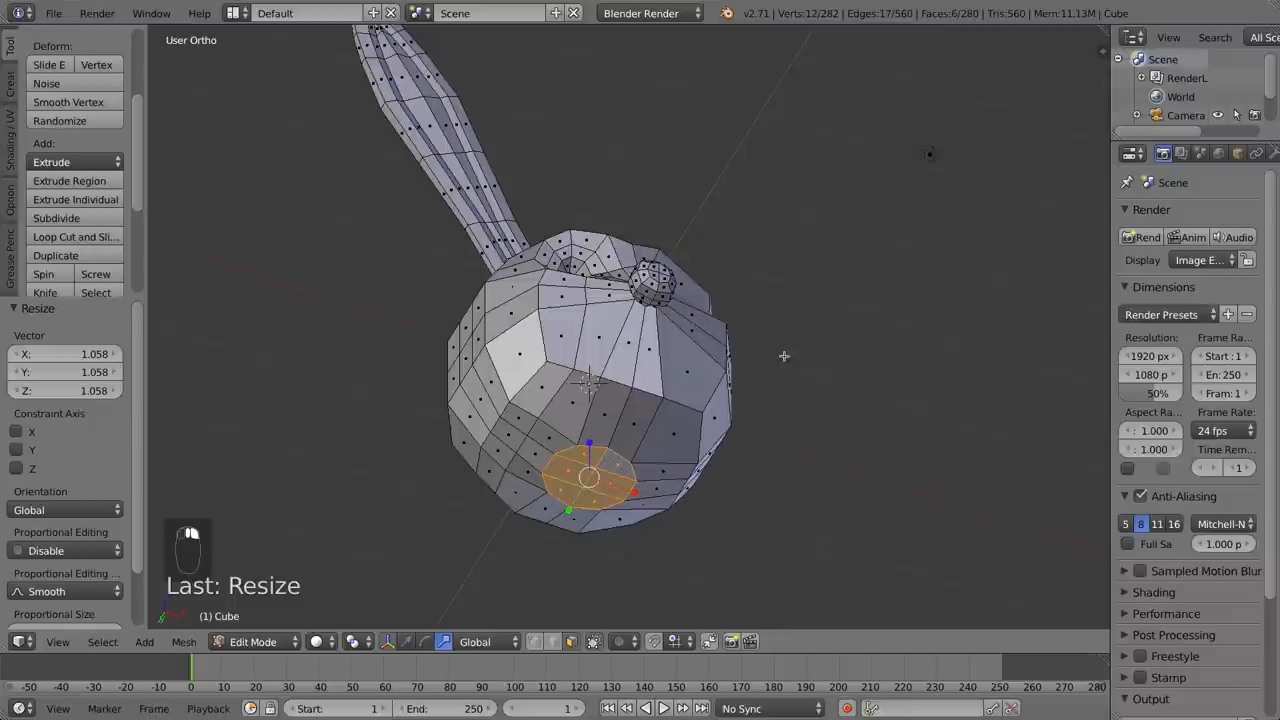 File Render Window Help Default Scene Blender Render v2.71 | Verts:12/282 | Edges:17/560 | Faces:6/280 | Tris:560 | Mem:11.13M | Cube
User Ortho
Tool
Creat
Shading / UV
Option
Grease Penc
Deform:
Slide E Vertex
Noise
Smooth Vertex
Randomize
Add:
Extrude
Extrude Region
Extrude Individual
Subdivide
Loop Cut and Sli...
Duplicate
Spin Screw
Knife Select
Resize
Vector
X: 1.058
Y: 1.058
Z: 1.058
Constraint Axis
X
Y
Z
Orientation
Global
Proportional Editing
Disable
Proportional Editing ...
Smooth
Proportional Size
Last: Resize
(1) Cube
View Search All Sce
Scene
RenderL
World
Camera
Scene
Render
Rend Anim Audio
Display Image E...
Dimensions
Render Presets
Resolution: Frame Ra...
1920 px Start : 1
1080 p En: 250
50% Fram: 1
Aspect Ra... Frame Rate:
: 1.000 24 fps
: 1.000 Time Rem...
1
Anti-Aliasing
5 8 11 16 Mitchell-N
Full Sa 1.000 p
Sampled Motion Blur
Shading
Performance
Post Processing
Freestyle
Stamp
Output
View Select Add Mesh Edit Mode Global
-50 -40 -30 -20 -10 0 10 20 30 40 50 60 70 80 90 100 110 120 130 140 150 160 170 180 190 200 210 220 230 240 250 260 270 280
View Marker Frame Playback Start: 1 End: 250 1 No Sync